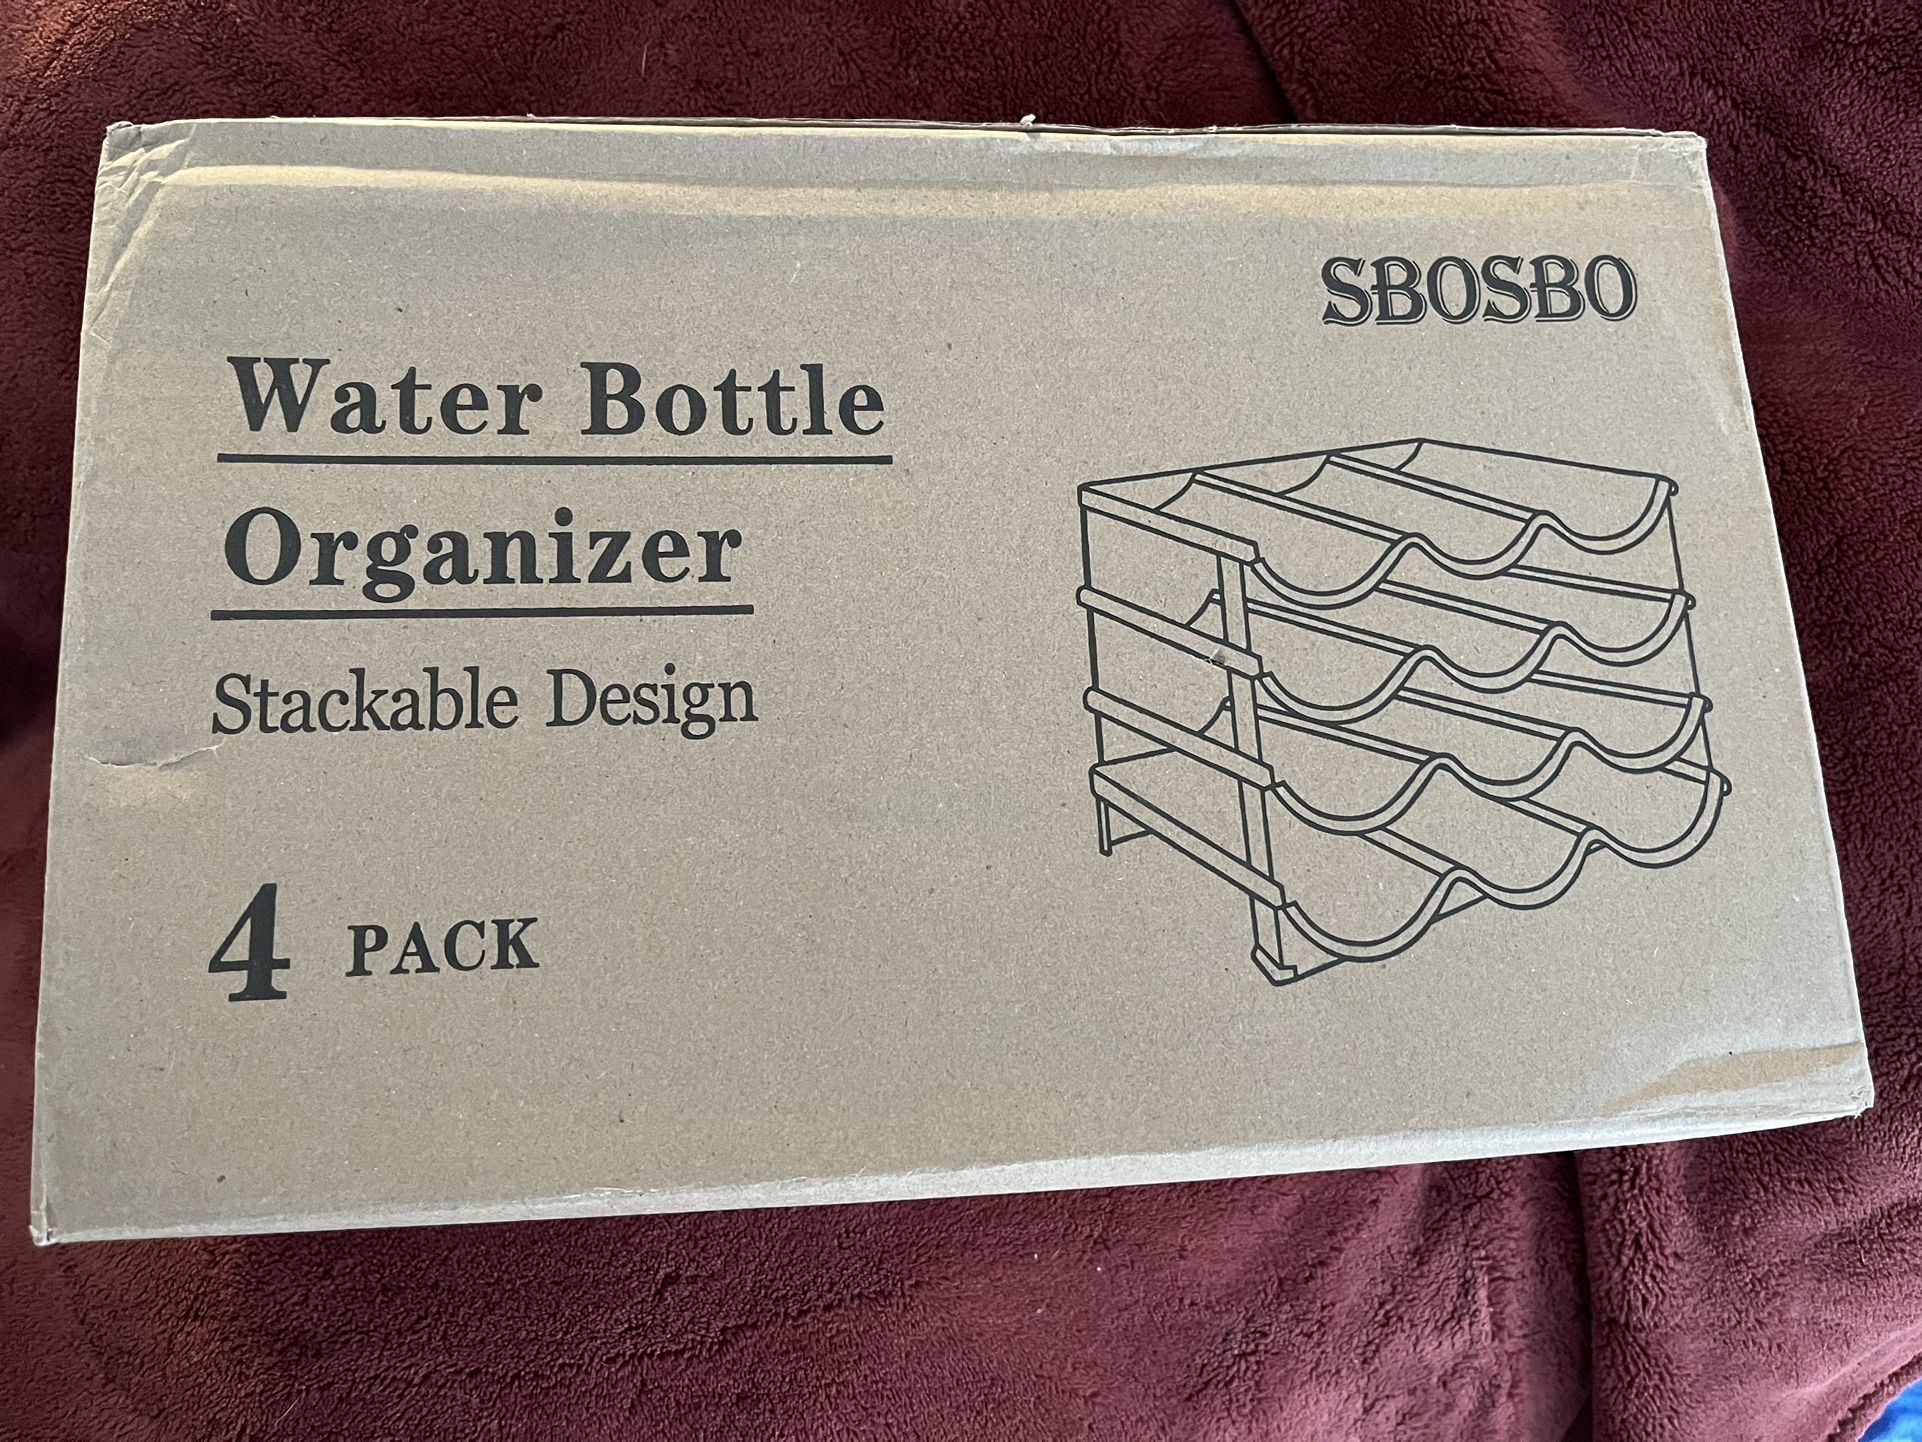 SBOSBO
Water Bottle
Organizer
Stackable Design
4 PACK